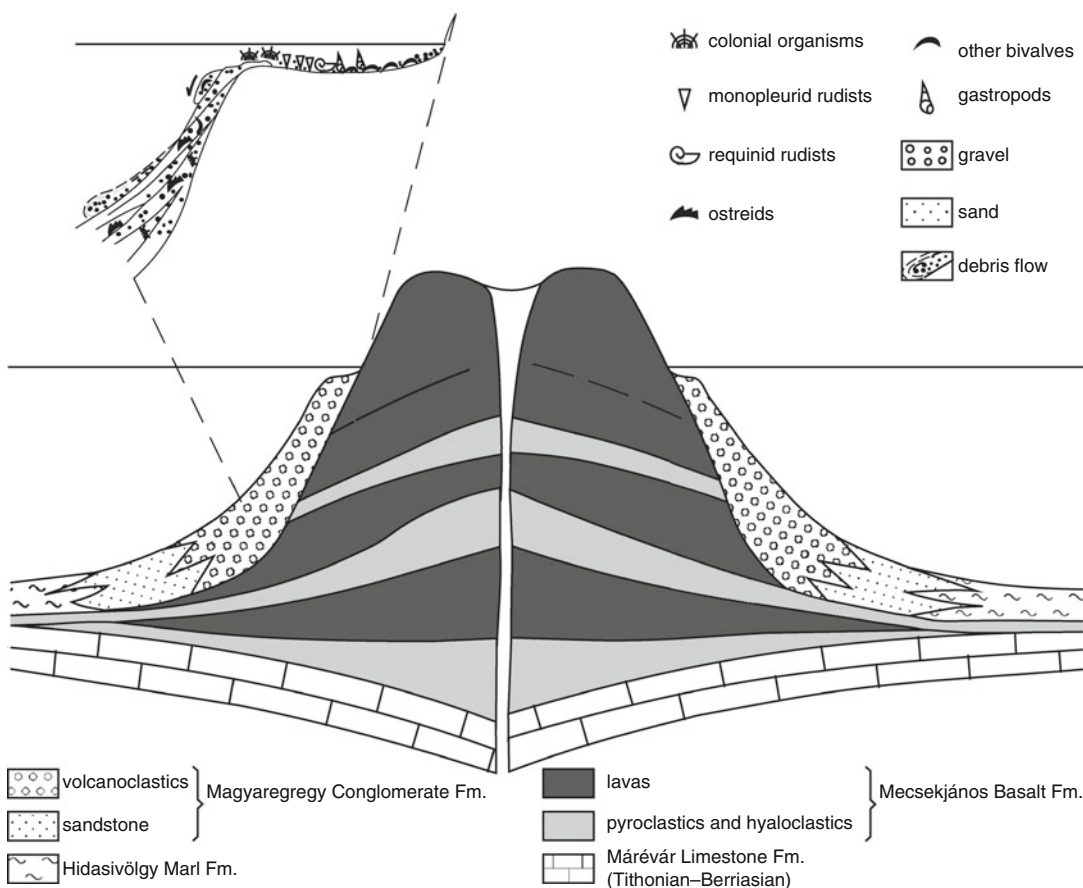 colonial organisms
other bivalves
monopleurid rudists
gastropods
requinid rudists
gravel
ostreids
sand
debris flow
volcanoclastics
sandstone
Magyaregregy Conglomerate Fm.
Hidasivölgy Marl Fm.
lavas
pyroclastics and hyaloclastics
Mecsekjános Basalt Fm.
Márévár Limestone Fm.
(Tithonian–Berriasian)